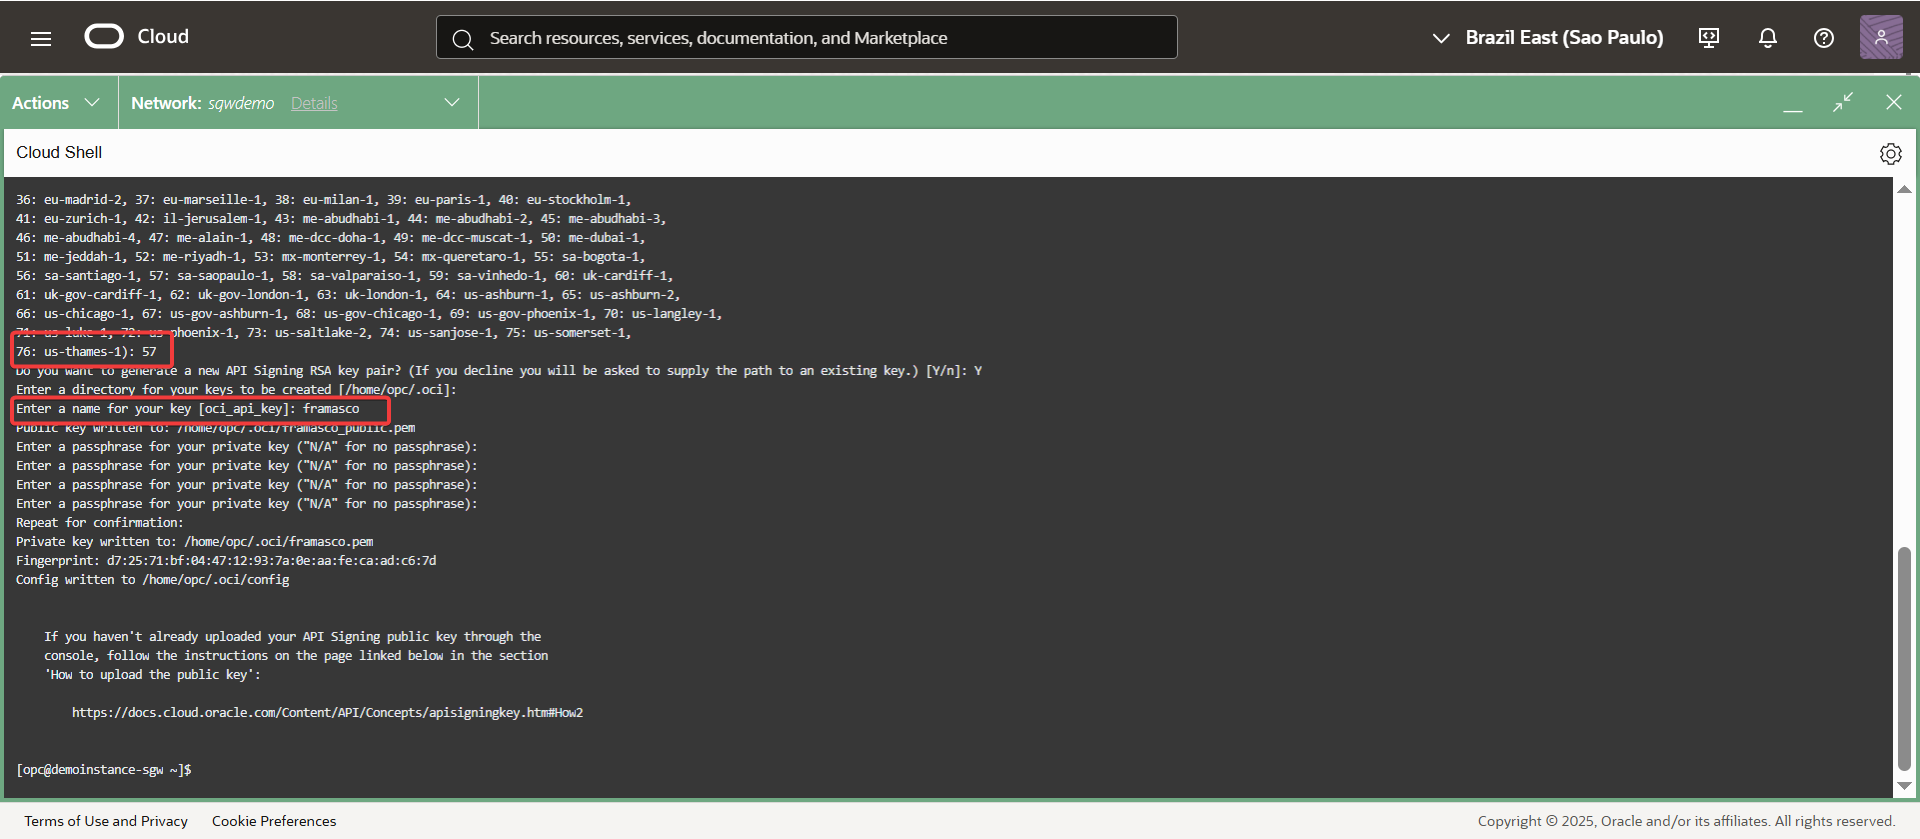 Cloud
Search resources, services, documentation, and Marketplace
Brazil East (Sao Paulo)
Actions
Network: sqwdemo Details
Cloud Shell
36: eu-madrid-2, 37: eu-marseille-1, 38: eu-milan-1, 39: eu-paris-1, 40: eu-stockholm-1,
41: eu-zurich-1, 42: il-jerusalem-1, 43: me-abudhabi-1, 44: me-abudhabi-2, 45: me-abudhabi-3,
46: me-abudhabi-4, 47: me-alain-1, 48: me-dcc-doha-1, 49: me-dcc-muscat-1, 50: me-dubai-1,
51: me-jeddah-1, 52: me-riyadh-1, 53: mx-monterrey-1, 54: mx-queretaro-1, 55: sa-bogota-1,
56: sa-santiago-1, 57: sa-saopaulo-1, 58: sa-valparaiso-1, 59: sa-vinhedo-1, 60: uk-cardiff-1,
61: uk-gov-cardiff-1, 62: uk-gov-london-1, 63: uk-london-1, 64: us-ashburn-1, 65: us-ashburn-2,
66: us-chicago-1, 67: us-gov-ashburn-1, 68: us-gov-chicago-1, 69: us-gov-phoenix-1, 70: us-langley-1,
71: us-luke-1, 72: us-phoenix-1, 73: us-saltlake-2, 74: us-sanjose-1, 75: us-somerset-1,
76: us-thames-1): 57
Do you want to generate a new API Signing RSA key pair? (If you decline you will be asked to supply the path to an existing key.) [Y/n]: Y
Enter a directory for your keys to be created [/home/opc/.oci]:
Enter a name for your key [oci_api_key]: framasco
Public key written to: /home/opc/.oci/framasco_public.pem
Enter a passphrase for your private key ("N/A" for no passphrase):
Enter a passphrase for your private key ("N/A" for no passphrase):
Enter a passphrase for your private key ("N/A" for no passphrase):
Enter a passphrase for your private key ("N/A" for no passphrase):
Repeat for confirmation:
Private key written to: /home/opc/.oci/framasco.pem
Fingerprint: d7:25:71:bf:04:47:12:93:7a:0e:aa:fe:ca:ad:c6:7d
Config written to /home/opc/.oci/config
If you haven't already uploaded your API Signing public key through the
console, follow the instructions on the page linked below in the section
'How to upload the public key':
https://docs.cloud.oracle.com/Content/API/Concepts/apisigningkey.htm#How2
[opc@demoinstance-sgw ~]$
Terms of Use and Privacy
Cookie Preferences
Copyright © 2025, Oracle and/or its affiliates. All rights reserved.